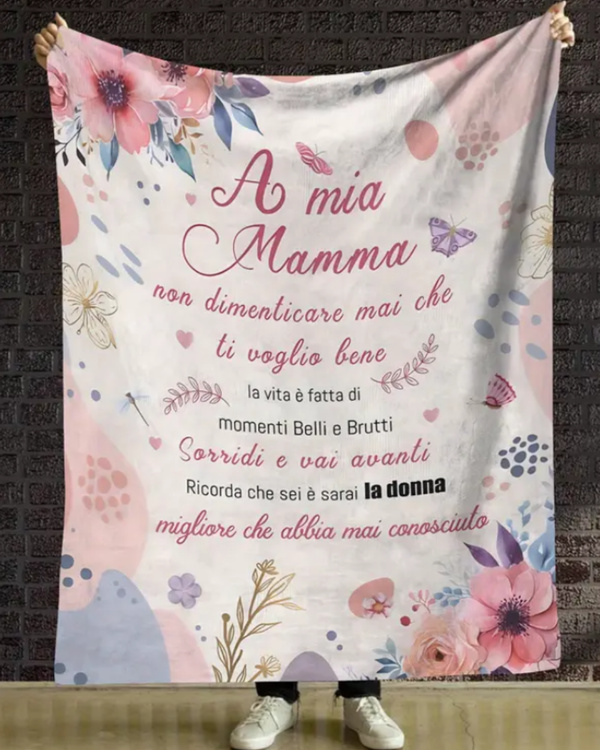 A mia
Mamma
non dimenticare mai che
ti voglio bene
la vita è fatta di
momenti Belli e Brutti
Sorridi e vai avanti
Ricorda che sei è sarai la donna
migliore che abbia mai conosciuto